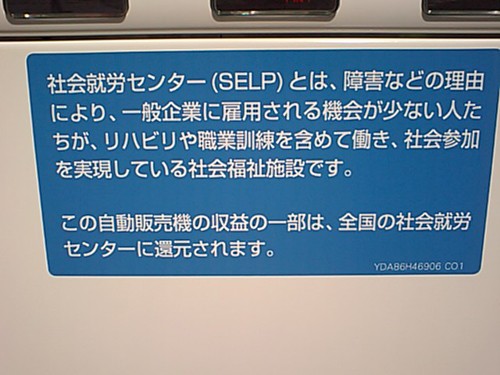 社会就労センター(SELP)とは、障害などの理由
により、一般企業に雇用される機会が少ない人た
ちが、リハビリや職業訓練を含めて働き、社会参加
を実現している社会福祉施設です。
この自動販売機の収益の一部は、全国の社会就労
センターに還元されます。
YDA86H46906 CO1